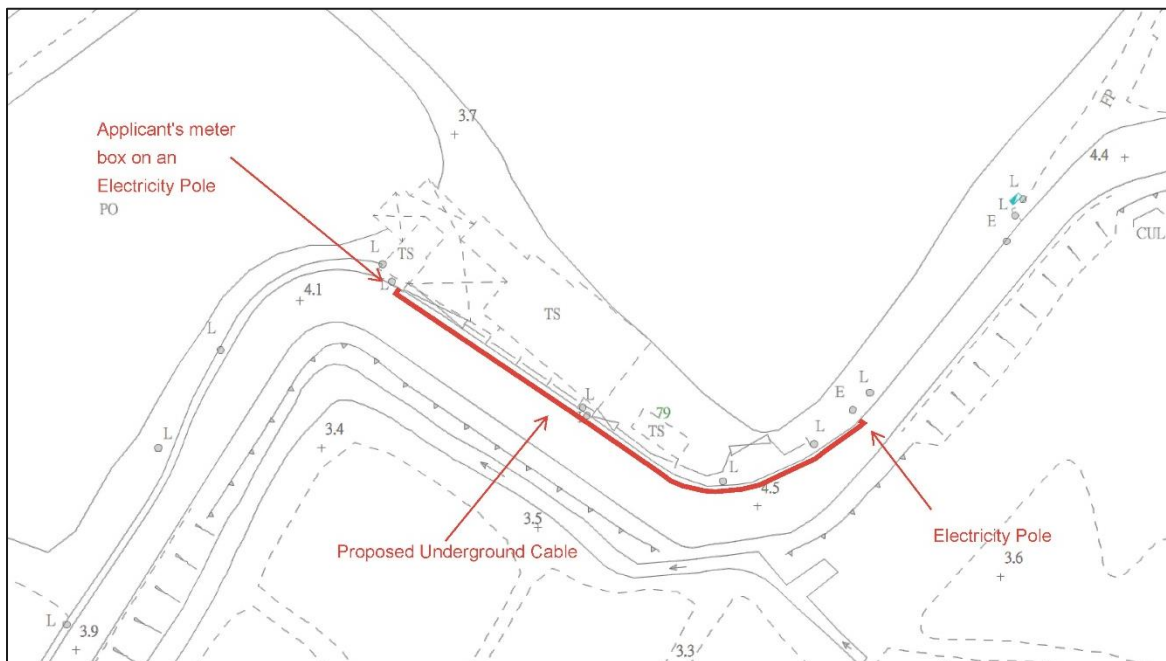 FP
3.7
Applicant's meter
box on an
Electricity Pole
4.4
PO
L
L
E
CUL
L
TS
L
4.1
TS
L
L
E
L
79
TS
L
L
3.4
L
4.5
3.5
Proposed Underground Cable
Electricity Pole
3.6
L
3.9
3.3